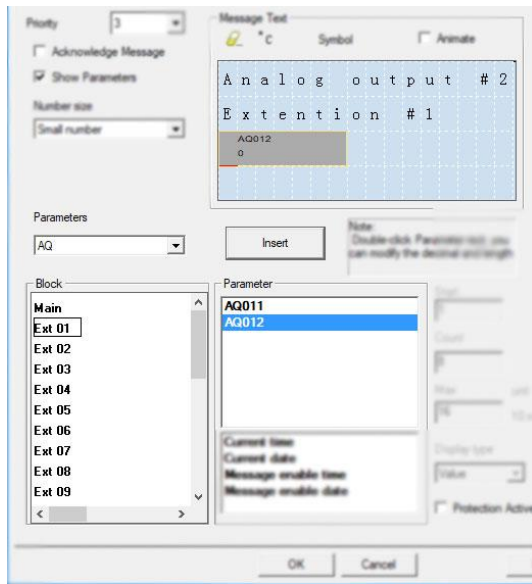 Priority
3
Acknowledge Message
Show Parameters
Number size
Small number
Message Text
°c
Symbol
Animate
Analog output #2
Extention #1
AQ012
0
Parameters
AQ
Insert
Note:
Double-click Parameter text, you
can modify the decimal and length
Block
Main
Ext 01
Ext 02
Ext 03
Ext 04
Ext 05
Ext 06
Ext 07
Ext 08
Ext 09
Parameter
AQ011
AQ012
Current time
Current date
Message enable time
Message enable date
Start
Count
Max
16
unit
Display type
Value
Protection Active
OK
Cancel